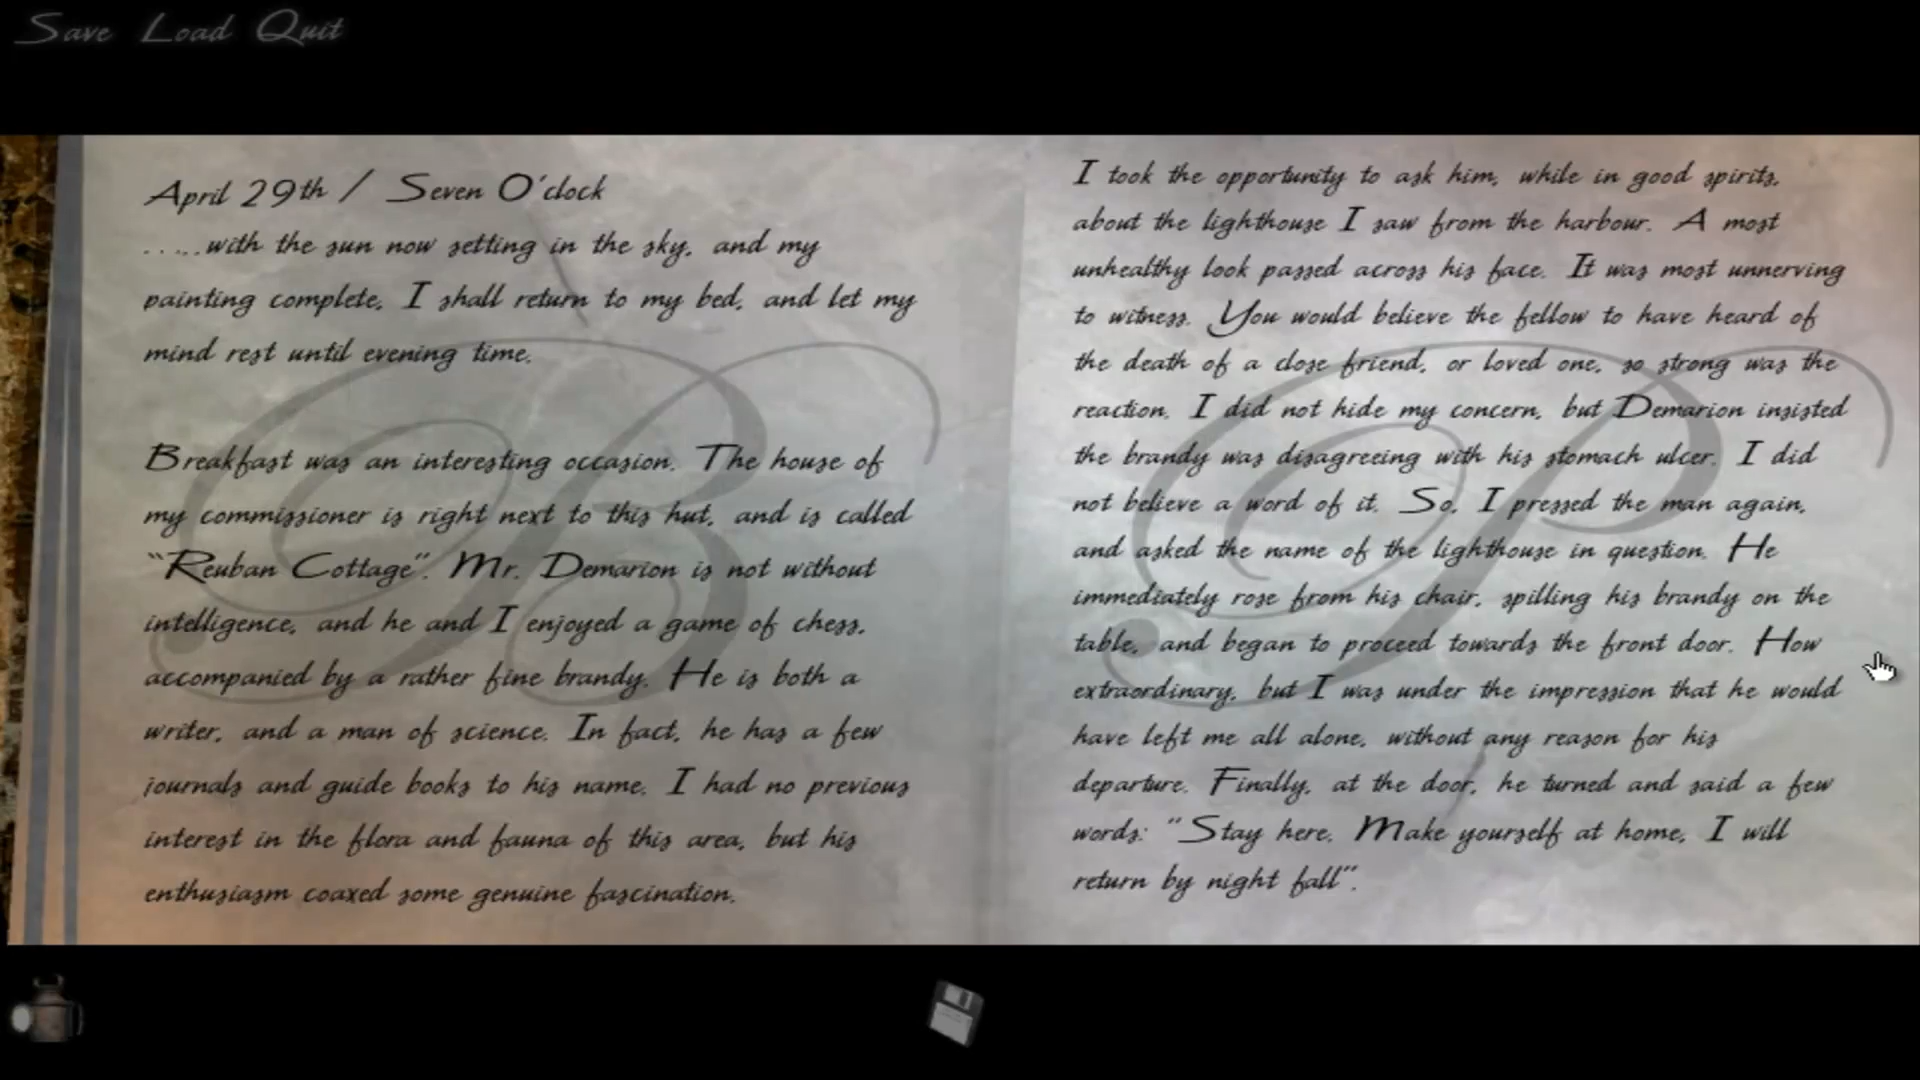 Save Load Quit
April 29th / Seven O'clock
.....with the sun now setting in the sky, and my
painting complete, I shall return to my bed, and let my
mind rest until evening time.
Breakfast was an interesting occasion. The house of
my commissioner is right next to this hut, and is called
"Reuban Cottage". Mr. Demarion is not without
intelligence, and he and I enjoyed a game of chess,
accompanied by a rather fine brandy. He is both a
writer, and a man of science. In fact, he has a few
journals and guide books to his name. I had no previous
interest in the flora and fauna of this area, but his
enthusiasm coaxed some genuine fascination.
I took the opportunity to ask him, while in good spirits,
about the lighthouse I saw from the harbour. A most
unhealthy look passed across his face. It was most unnerving
to witness. You would believe the fellow to have heard of
the death of a close friend, or loved one, so strong was the
reaction. I did not hide my concern, but Demarion insisted
the brandy was disagreeing with his stomach ulcer. I did
not believe a word of it. So, I pressed the man again,
and asked the name of the lighthouse in question. He
immediately rose from his chair, spilling his brandy on the
table, and began to proceed towards the front door. How
extraordinary, but I was under the impression that he would
have left me all alone, without any reason for his
departure. Finally, at the door, he turned and said a few
words: "Stay here. Make yourself at home, I will
return by night fall".
B
P